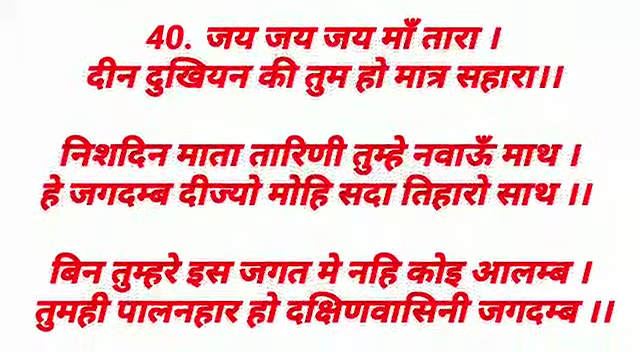 40. जय जय जय माँ तारा ।
दीन दुखियन की तुम हो मात्र सहारा।।
निशदिन माता तारिणी तुम्हे नवाऊँ माथ ।
हे जगदम्ब दीज्यो मोहि सदा तिहारो साथ ।।
बिन तुम्हरे इस जगत मे नहि कोइ आलम्ब ।
तुमही पालनहार हो दक्षिणवासिनी जगदम्ब ।।